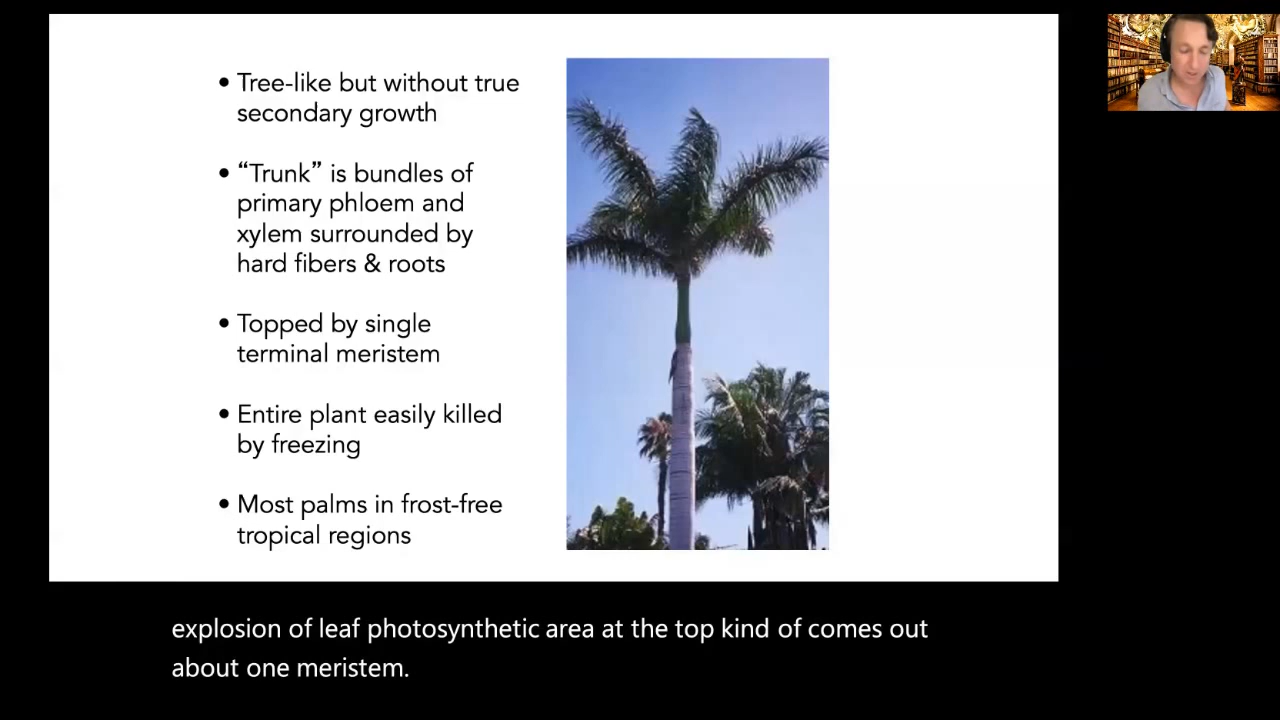 • Tree-like but without true
secondary growth
• “Trunk” is bundles of
primary phloem and
xylem surrounded by
hard fibers & roots
• Topped by single
terminal meristem
• Entire plant easily killed
by freezing
• Most palms in frost-free
tropical regions
explosion of leaf photosynthetic area at the top kind of comes out
about one meristem.